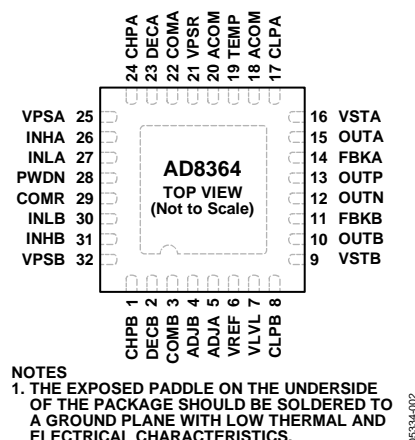 24 CHPA
23 DECA
22 COMA
21 VPSR
20 ACOM
19 TEMP
18 ACOM
17 CLPA
VPSA 25
INHA 26
INLA 27
PWDN 28
COMR 29
INLB 30
INHB 31
VPSB 32
AD8364
TOP VIEW
(Not to Scale)
16 VSTA
15 OUTA
14 FBKA
13 OUTP
12 OUTN
11 FBKB
10 OUTB
9 VSTB
CHPB 1
DECB 2
COMB 3
ADJB 4
ADJA 5
VREF 6
VLVL 7
CLPB 8
NOTES
1. THE EXPOSED PADDLE ON THE UNDERSIDE
OF THE PACKAGE SHOULD BE SOLDERED TO
A GROUND PLANE WITH LOW THERMAL AND
ELECTRICAL CHARACTERISTICS.
05334-002